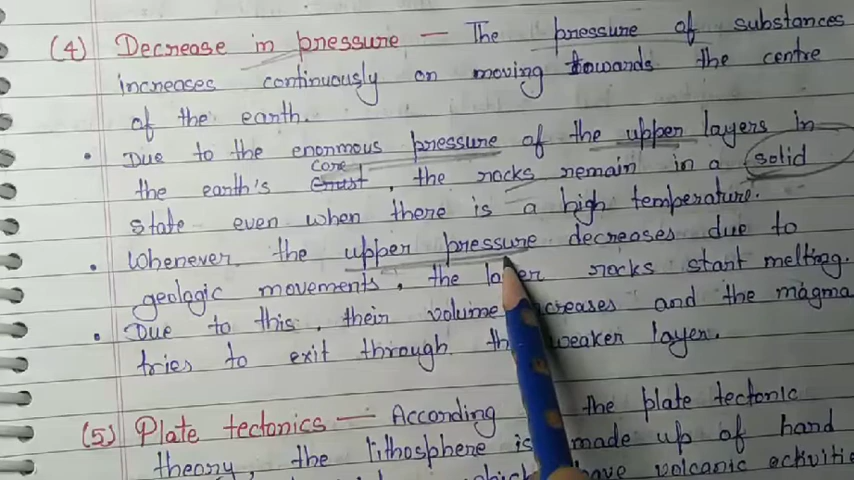 (4) Decrease in pressure — The pressure of substances
increases continuously on moving towards the centre
of the earth.
• Due to the enormous pressure of the upper layers in
core
the earth's crust, the rocks remain in a solid
state even when there is a high temperature.
• Whenever the upper pressure decreases due to
geologic movements, the rocks start melting.
• Due to this, their volume and the magma
tries to exit through weaker layer.
(5) Plate tectonics — According the plate tectonic
theory, the lithosphere is made up of hand
volcanic